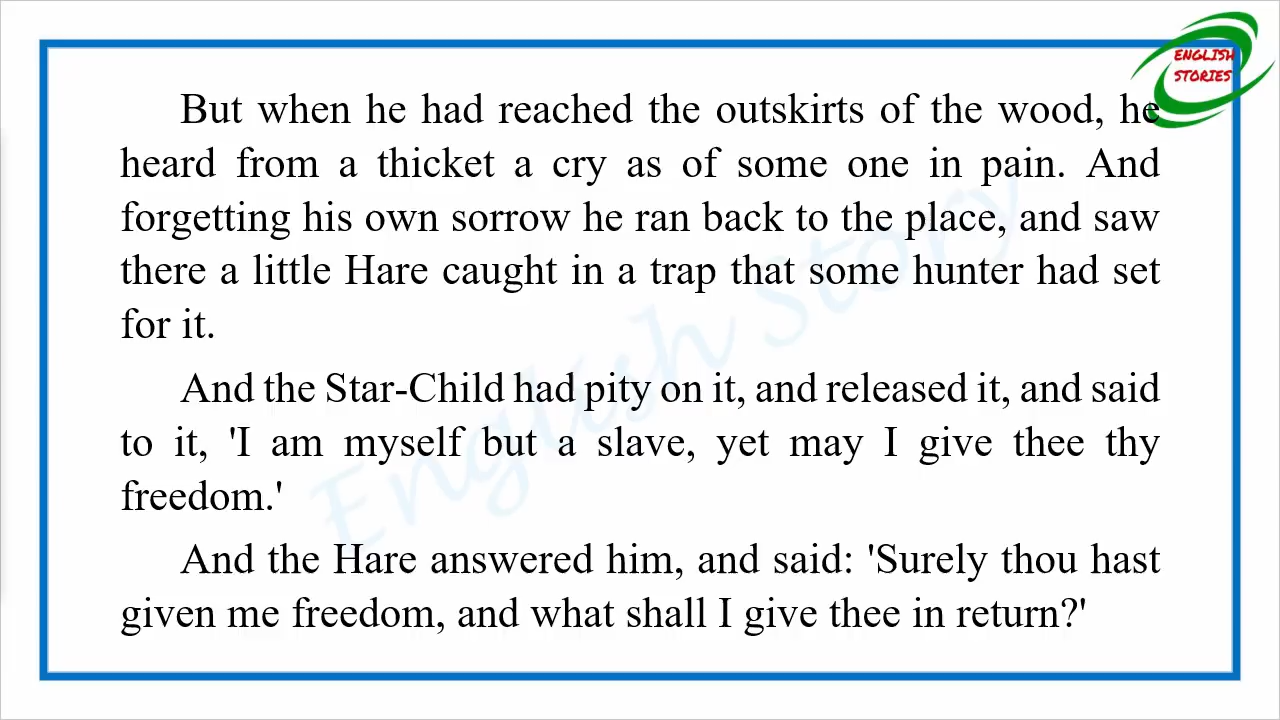 ENGLISH
STORIES
But when he had reached the outskirts of the wood, he
heard from a thicket a cry as of some one in pain. And
forgetting his own sorrow he ran back to the place, and saw
there a little Hare caught in a trap that some hunter had set
for it.
And the Star-Child had pity on it, and released it, and said
to it, 'I am myself but a slave, yet may I give thee thy
freedom.'
And the Hare answered him, and said: 'Surely thou hast
given me freedom, and what shall I give thee in return?'
English Story